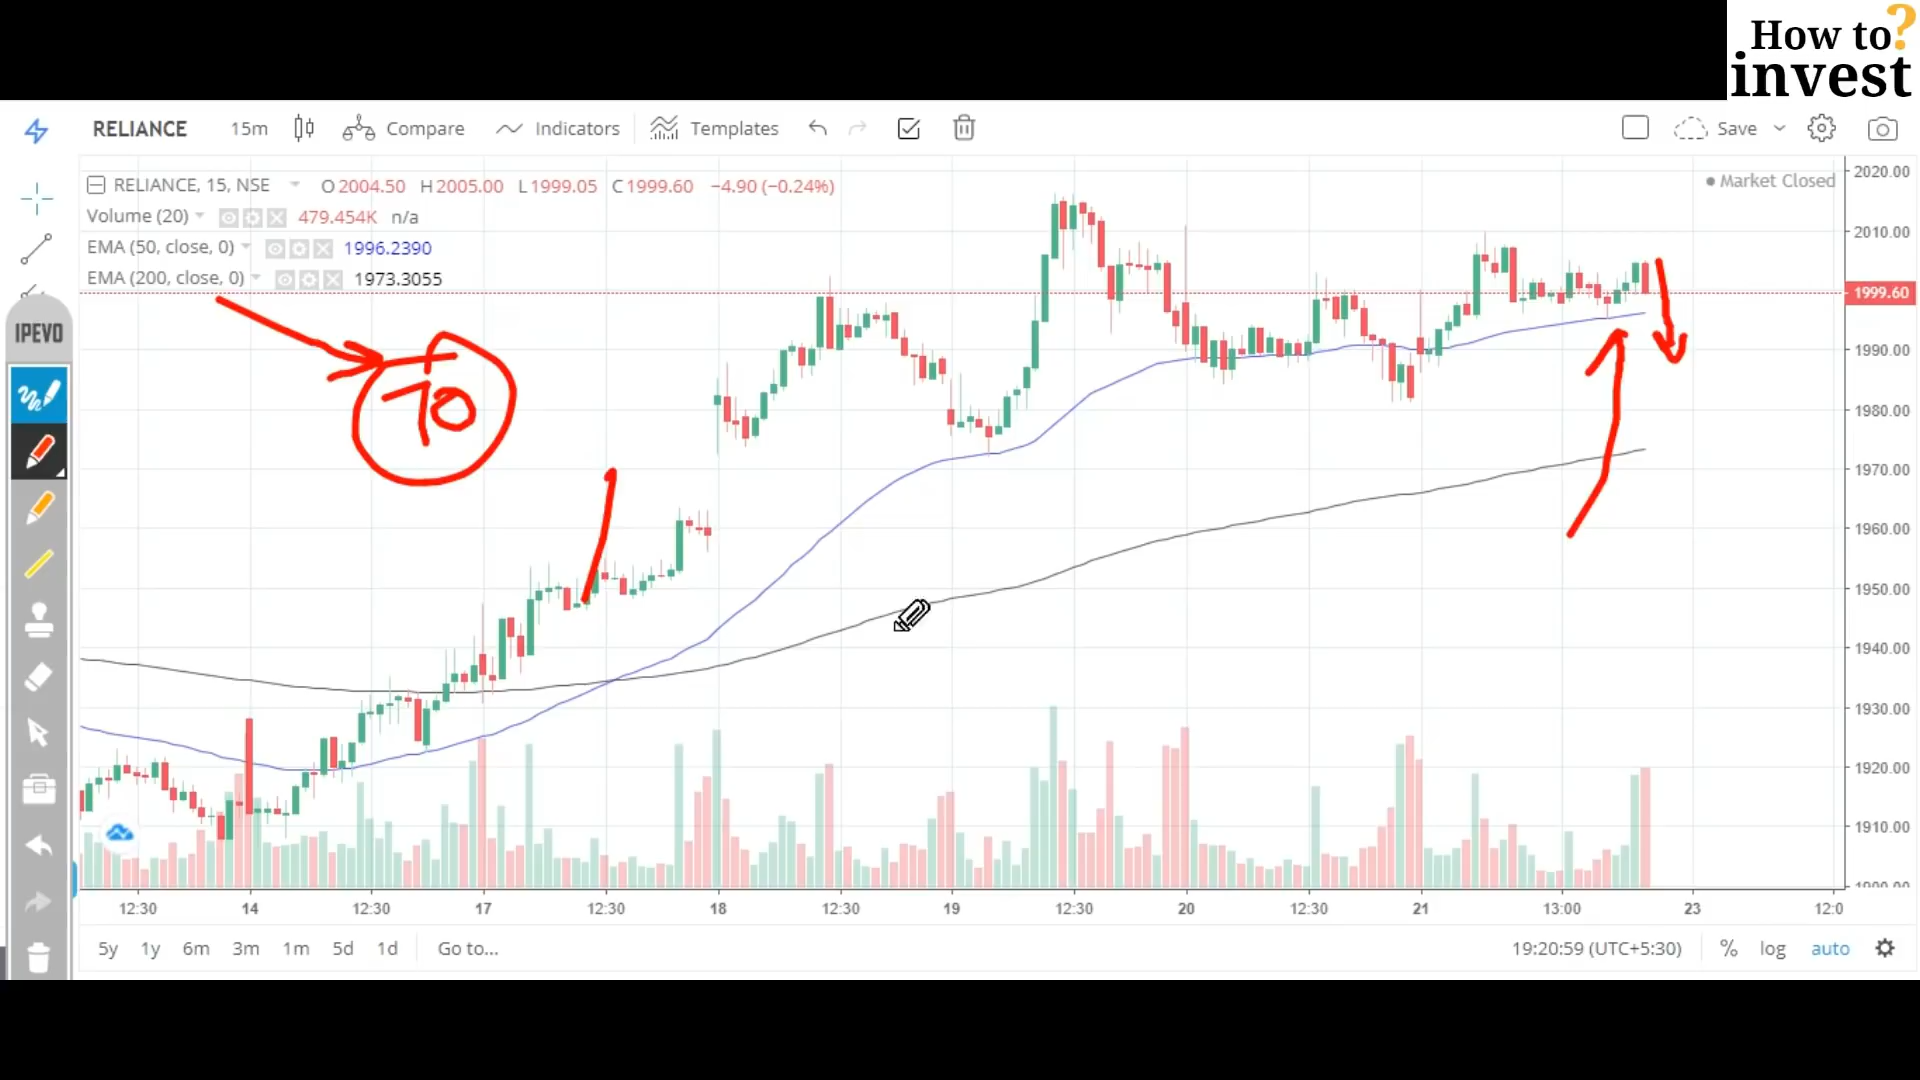 How to?
invest
RELIANCE 15m Compare Indicators Templates Save
RELIANCE, 15, NSE O 2004.50 H 2005.00 L 1999.05 C 1999.60 −4.90 (−0.24%)
Market Closed
Volume (20) 479.454K n/a
EMA (50, close, 0) 1996.2390
EMA (200, close, 0) 1973.3055
IPEVO
70
2020.00
2010.00
1999.60
1990.00
1980.00
1970.00
1960.00
1950.00
1940.00
1930.00
1920.00
1910.00
1900.00
12:30 14 12:30 17 12:30 18 12:30 19 12:30 20 12:30 21 13:00 23 12:0
5y 1y 6m 3m 1m 5d 1d Go to... 19:20:59 (UTC+5:30) % log auto